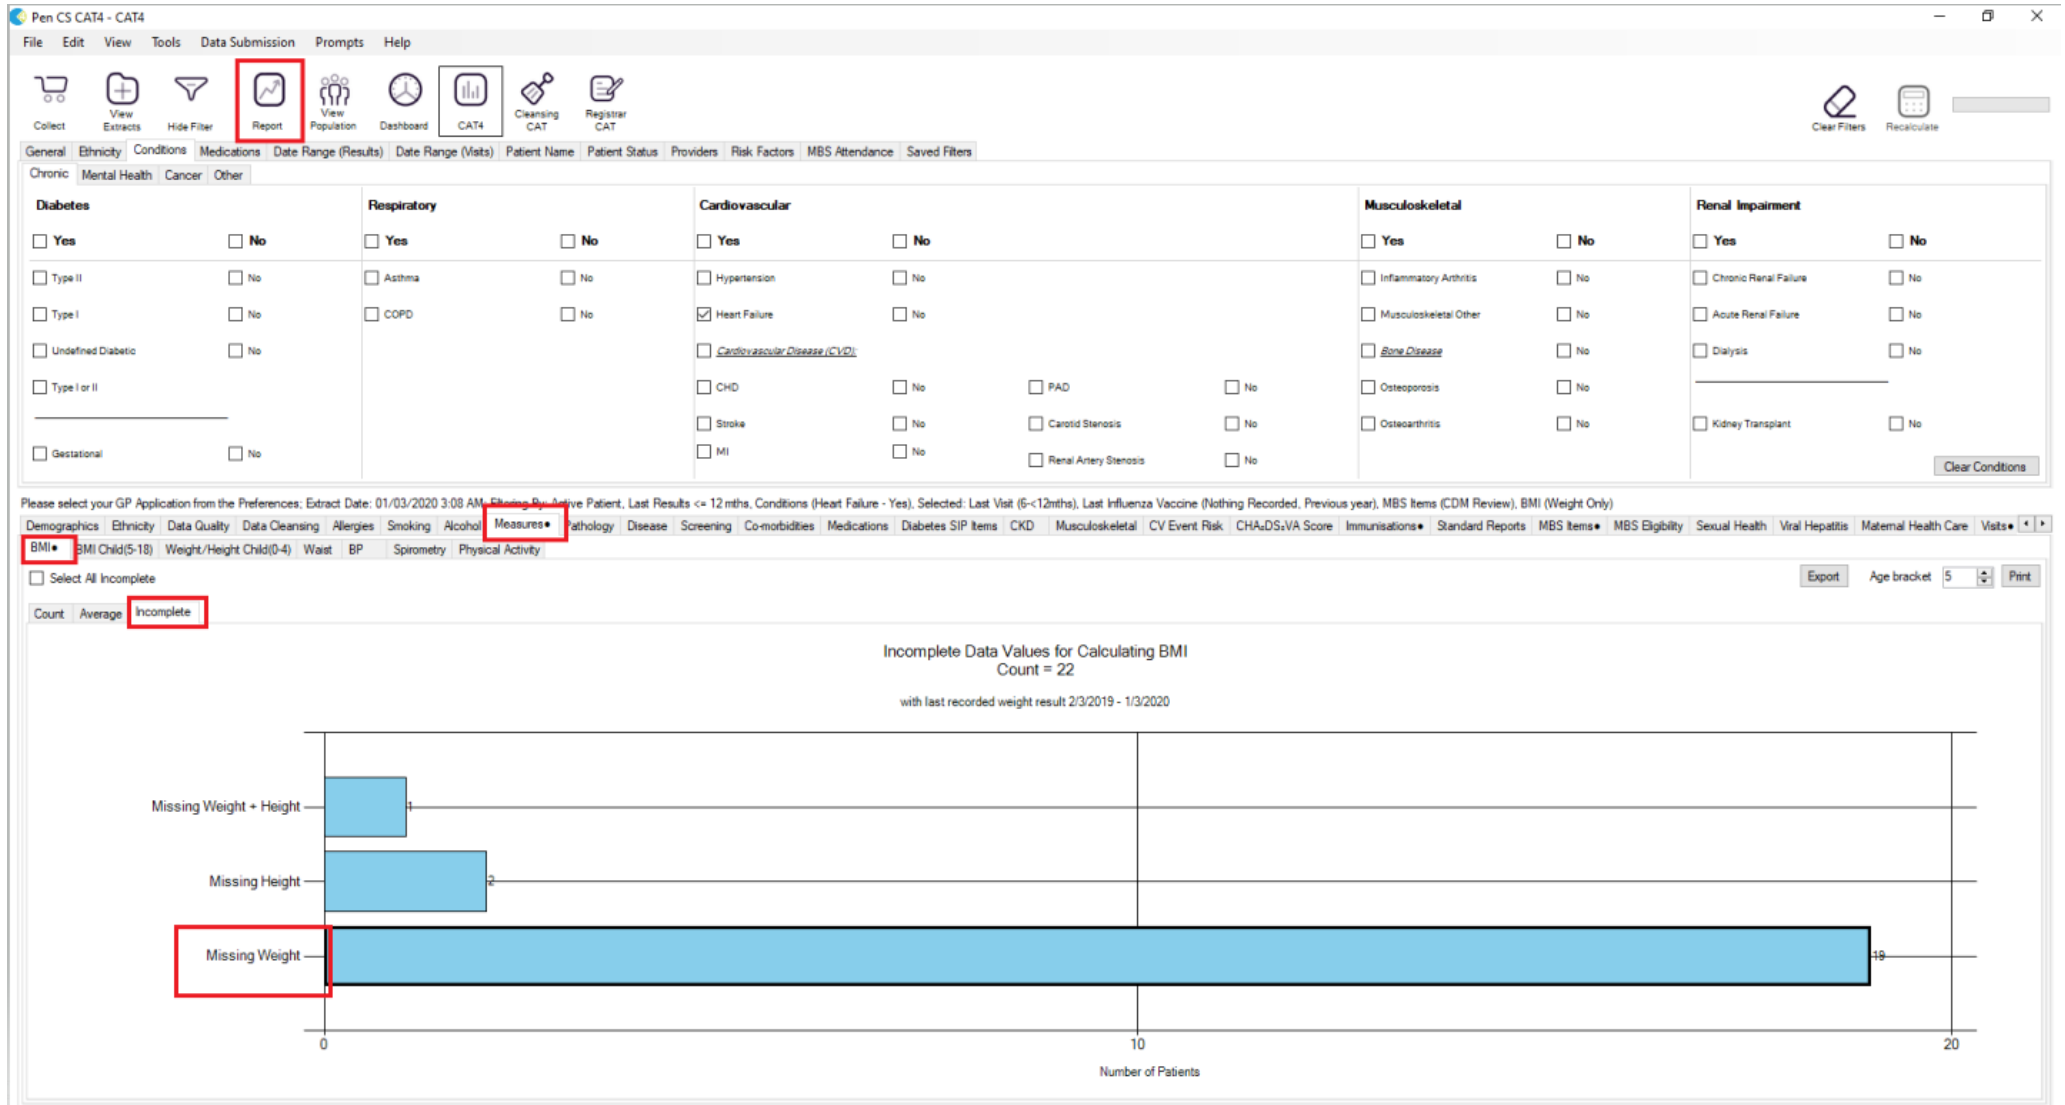 Pen CS CAT4 - CAT4
File Edit View Tools Data Submission Prompts Help
Collect View Extracts Hide Filter Report View Population Dashboard CAT4 Cleansing CAT Registrar CAT Clear Filters Recalculate
General Ethnicity Conditions Medications Date Range (Results) Date Range (Visits) Patient Name Patient Status Providers Risk Factors MBS Attendance Saved Filters
Chronic Mental Health Cancer Other
Diabetes Respiratory Cardiovascular Musculoskeletal Renal Impairment
Yes No Yes No Yes No Yes No Yes No
Type II No Asthma No Hypertension No Inflammatory Arthritis No Chronic Renal Failure No
Type I No COPD No Heart Failure No Musculoskeletal Other No Acute Renal Failure No
Undefined Diabetic No Cardiovascular Disease (CVD): Bone Disease No Dialysis No
Type I or II CHD No PAD No Osteoporosis No
Stroke No Carotid Stenosis No Osteoarthritis No Kidney Transplant No
Gestational No MI No Renal Artery Stenosis No
Clear Conditions
Please select your GP Application from the Preferences; Extract Date: 01/03/2020 3:08 AM; Filtering By: Active Patient, Last Results <= 12 mths, Conditions (Heart Failure - Yes), Selected: Last Visit (6-<12mths), Last Influenza Vaccine (Nothing Recorded, Previous year), MBS Items (CDM Review), BMI (Weight Only)
Demographics Ethnicity Data Quality Data Cleansing Allergies Smoking Alcohol Measures● Pathology Disease Screening Co-morbidities Medications Diabetes SIP Items CKD Musculoskeletal CV Event Risk CHA₂DS₂VA Score Immunisations● Standard Reports MBS Items● MBS Eligibility Sexual Health Viral Hepatitis Maternal Health Care Visits●
BMI● BMI Child(5-18) Weight/Height Child(0-4) Waist BP Spirometry Physical Activity
Select All Incomplete Export Age bracket 5 Print
Count Average Incomplete
Incomplete Data Values for Calculating BMI
Count = 22
with last recorded weight result 2/3/2019 - 1/3/2020
Missing Weight + Height 1
Missing Height 2
Missing Weight 19
0 10 20
Number of Patients